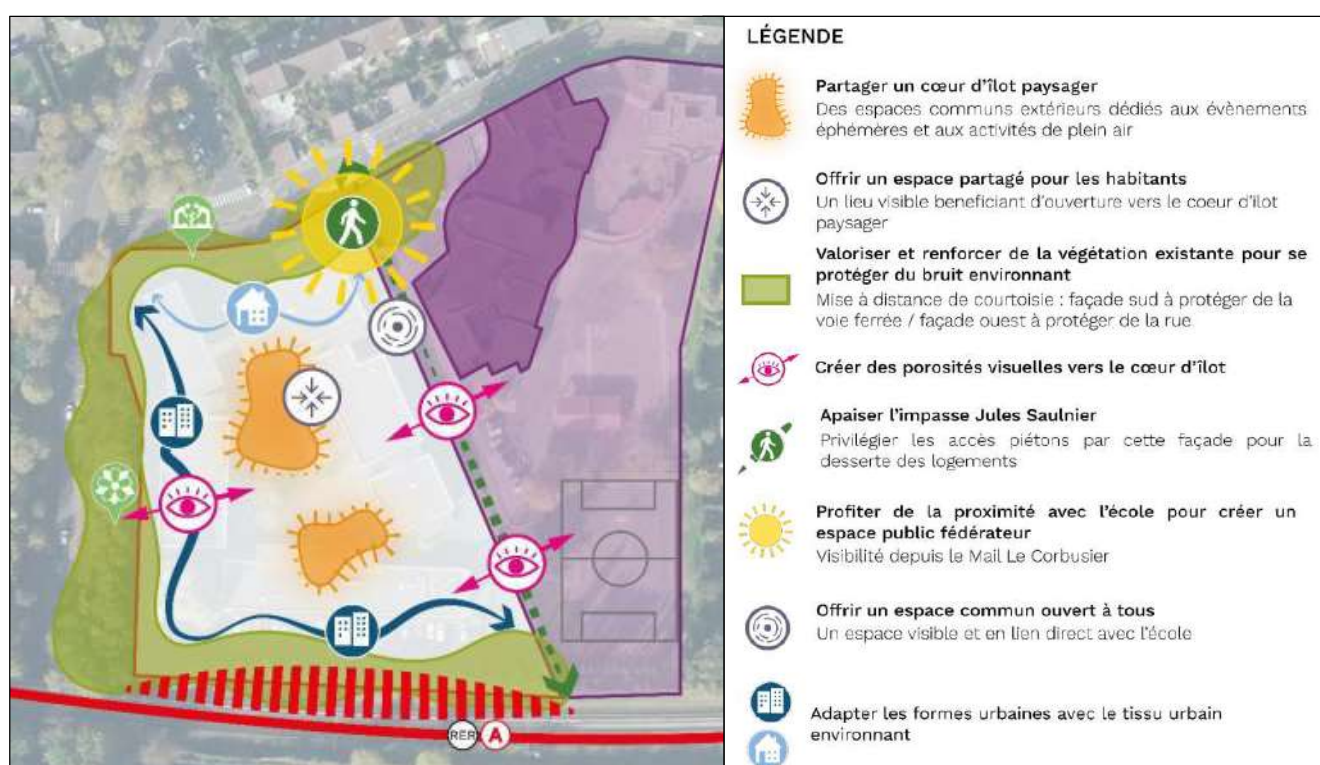 LÉGENDE
Partager un cœur d'îlot paysager
Des espaces communs extérieurs dédiés aux évènements
éphémères et aux activités de plein air
Offrir un espace partagé pour les habitants
Un lieu visible beneficiant d'ouverture vers le coeur d'ilot
paysager
Valoriser et renforcer de la végétation existante pour se
protéger du bruit environnant
Mise à distance de courtoisie : façade sud à protéger de la
voie ferrée / façade ouest à protéger de la rue
Créer des porosités visuelles vers le cœur d'îlot
Apaiser l'impasse Jules Saulnier
Privilégier les accès piétons par cette façade pour la
desserte des logements
Profiter de la proximité avec l'école pour créer un
espace public fédérateur
Visibilité depuis le Mail Le Corbusier
Offrir un espace commun ouvert à tous
Un espace visible et en lien direct avec l'école
Adapter les formes urbaines avec le tissu urbain
environnant
RER A